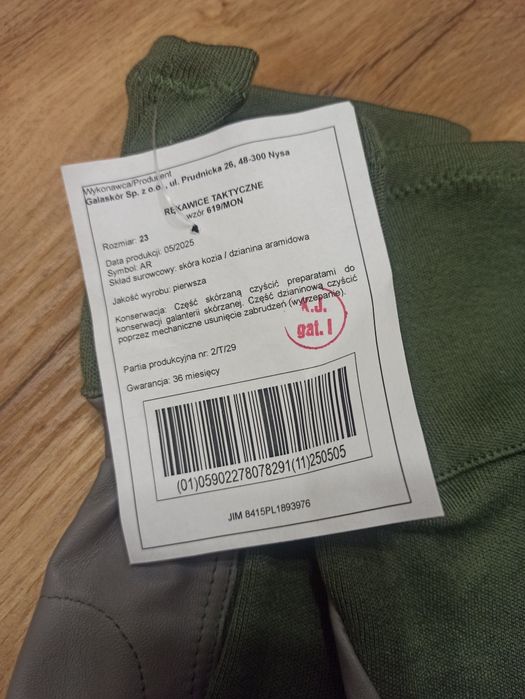 Wykonawca/Producent
Galaskór Sp. z o.o., ul. Prudnicka 26, 48-300 Nysa
RĘKAWICE TAKTYCZNE
wzór 619/MON
Rozmiar: 23
Data produkcji: 05/2025
Symbol: AR
Skład surowcowy: skóra kozia / dzianina aramidowa
Jakość wyrobu: pierwsza
Konserwacja: Część skórzaną czyścić preparatami do
konserwacji galanterii skórzanej. Część dzianinową czyścić
poprzez mechaniczne usunięcie zabrudzeń (wytrzepanie).
K.J.
gat. I
Partia produkcyjna nr: 2/T/29
Gwarancja: 36 miesięcy
(01)05902278078291(11)250505
JIM 8415PL1893976